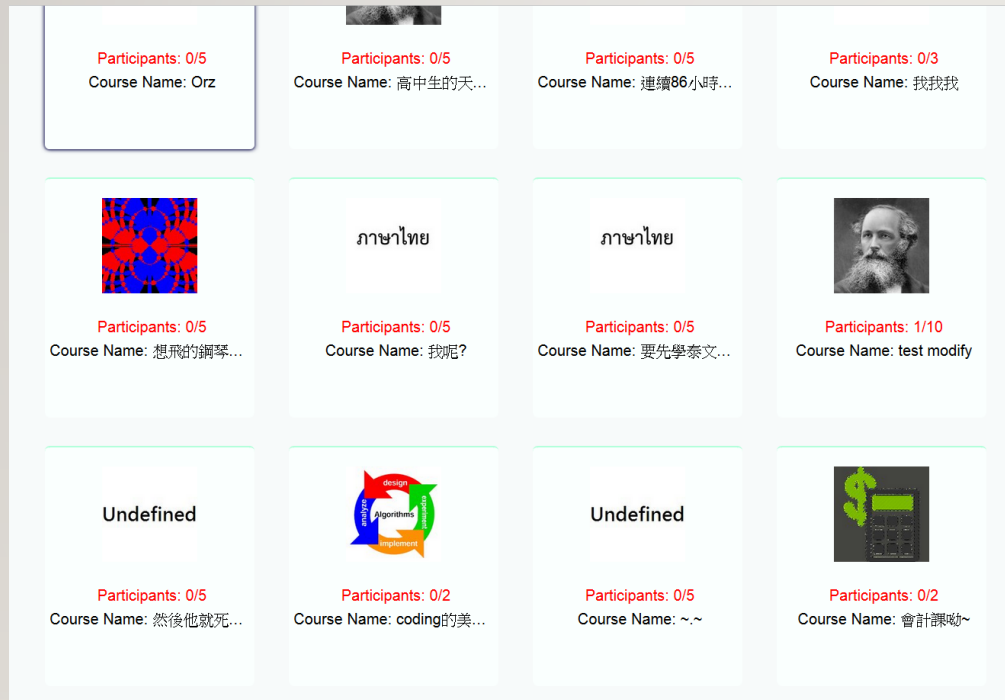 Participants: 0/5
Course Name: Orz
Participants: 0/5
Course Name: 高中生的天...
Participants: 0/5
Course Name: 連續86小時...
Participants: 0/3
Course Name: 我我我
Participants: 0/5
Course Name: 想飛的鋼琴...
ภาษาไทย
Participants: 0/5
Course Name: 我呢?
ภาษาไทย
Participants: 0/5
Course Name: 要先學泰文...
Participants: 1/10
Course Name: test modify
Undefined
Participants: 0/5
Course Name: 然後他就死...
design
analyze
Algorithms
experiment
implement
Participants: 0/2
Course Name: coding的美...
Undefined
Participants: 0/5
Course Name: ~.~
Participants: 0/2
Course Name: 會計課呦~